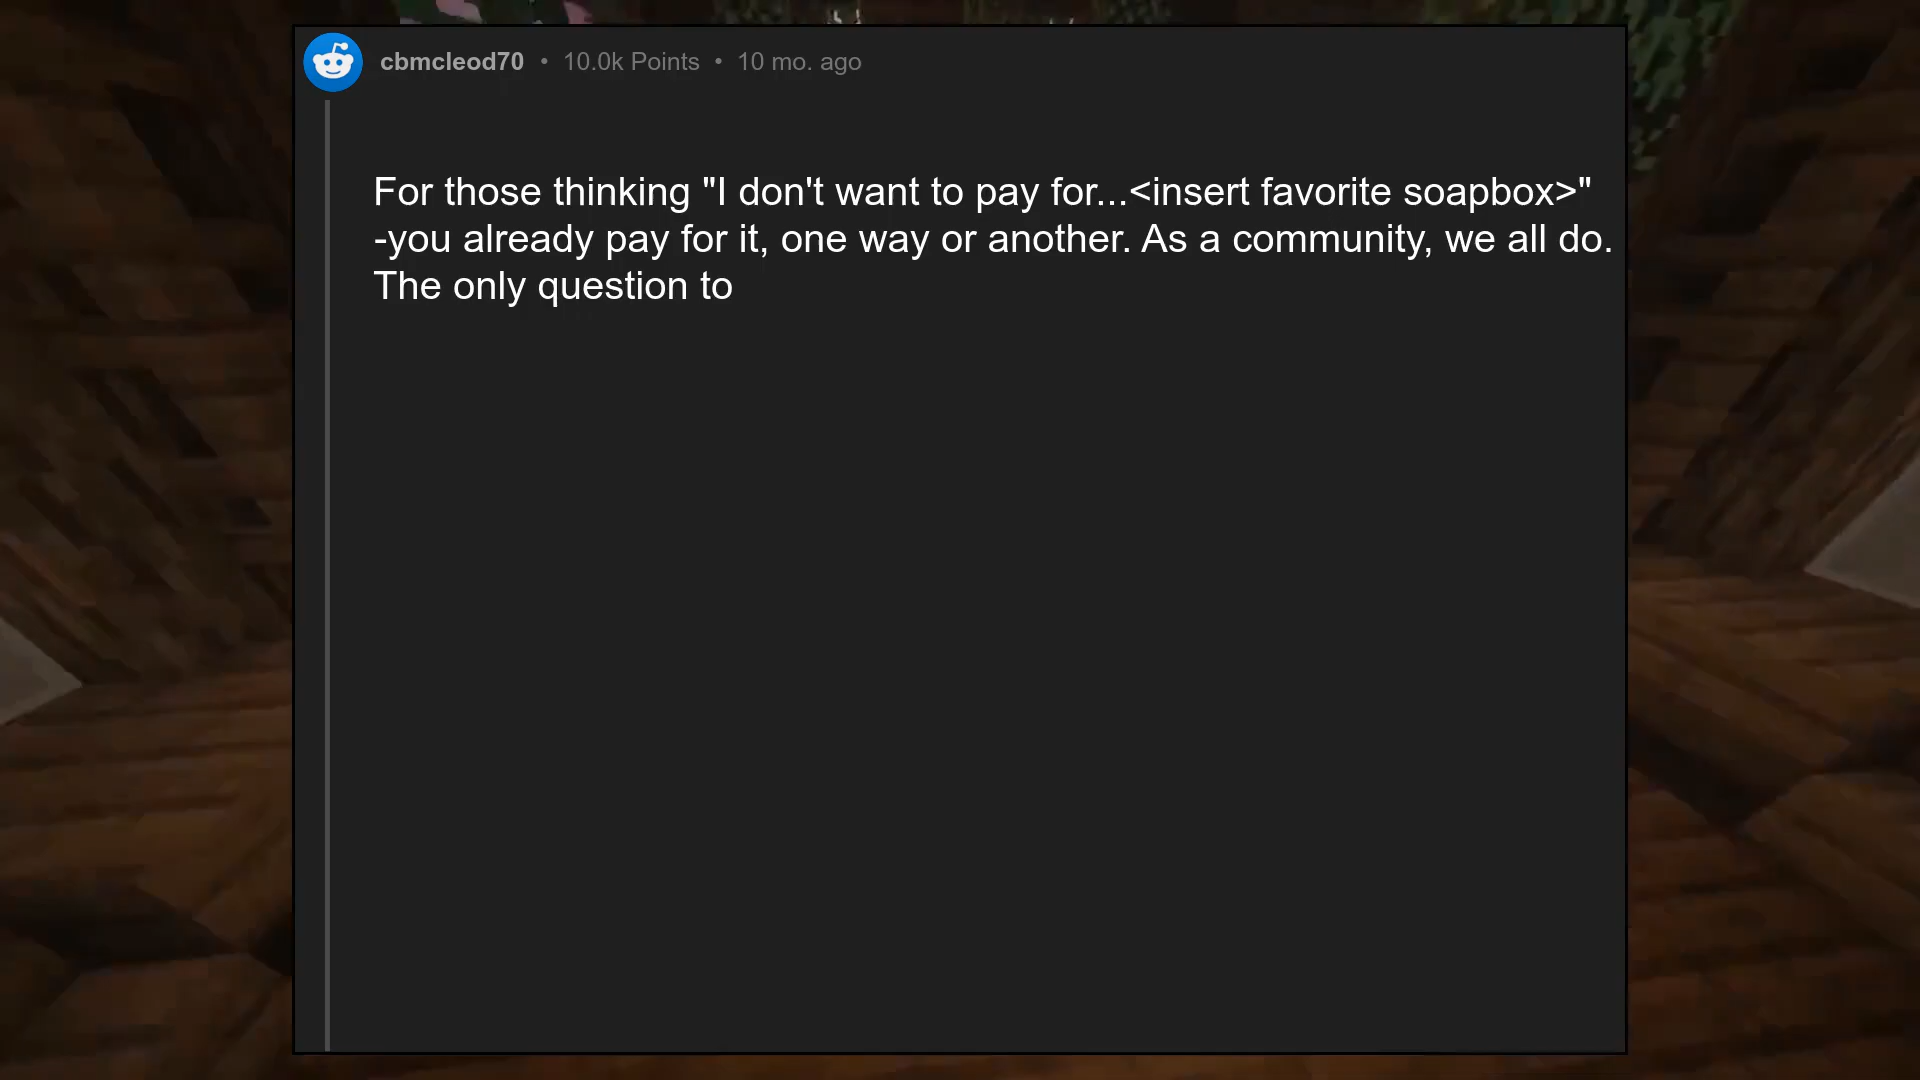 cbmcleod70 • 10.0k Points • 10 mo. ago
For those thinking "I don't want to pay for...<insert favorite soapbox>"
-you already pay for it, one way or another. As a community, we all do.
The only question to